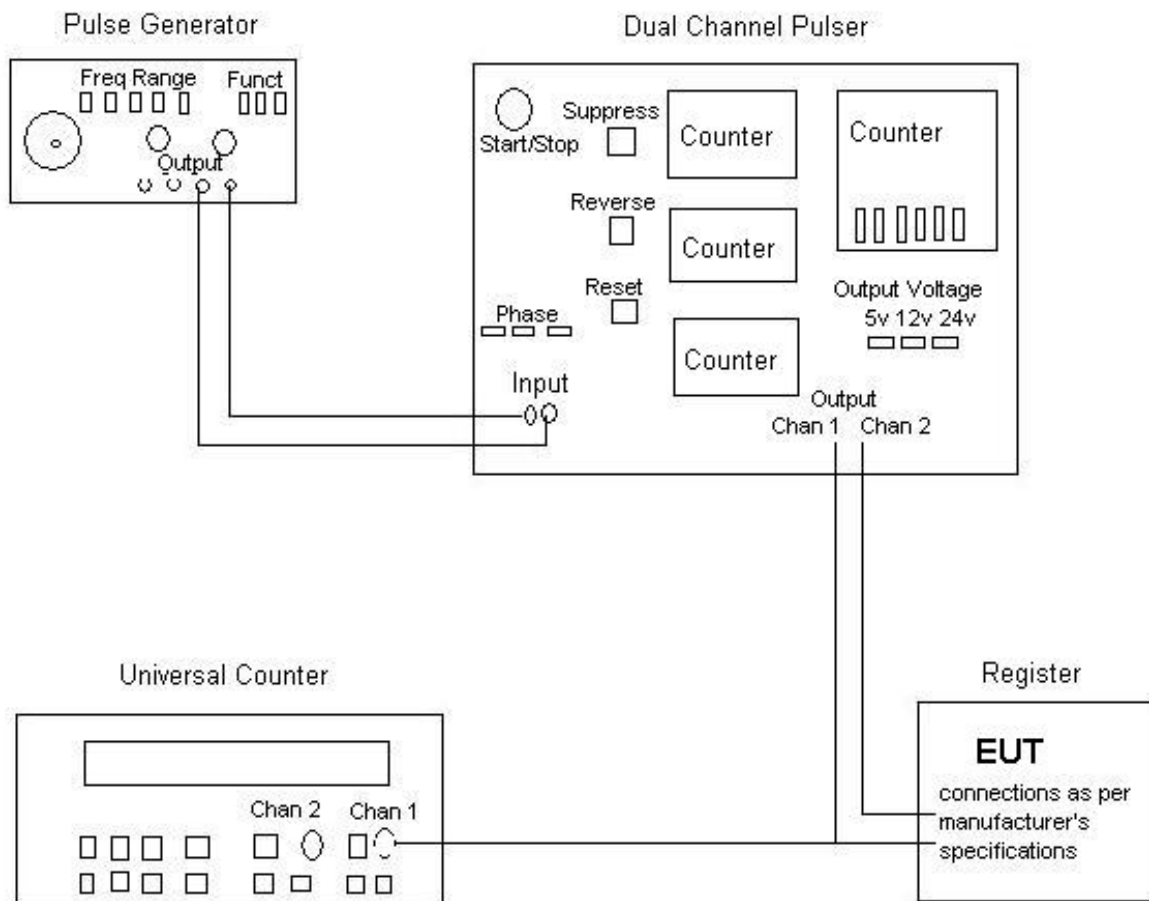 Pulse Generator
Freq Range Funct
Output
Dual Channel Pulser
Start/Stop
Suppress
Counter
Counter
Reverse
Counter
Reset
Output Voltage
5v 12v 24v
Phase
Counter
Input
Output
Chan 1 Chan 2
Universal Counter
Chan 2 Chan 1
Register
EUT
connections as per
manufacturer's
specifications